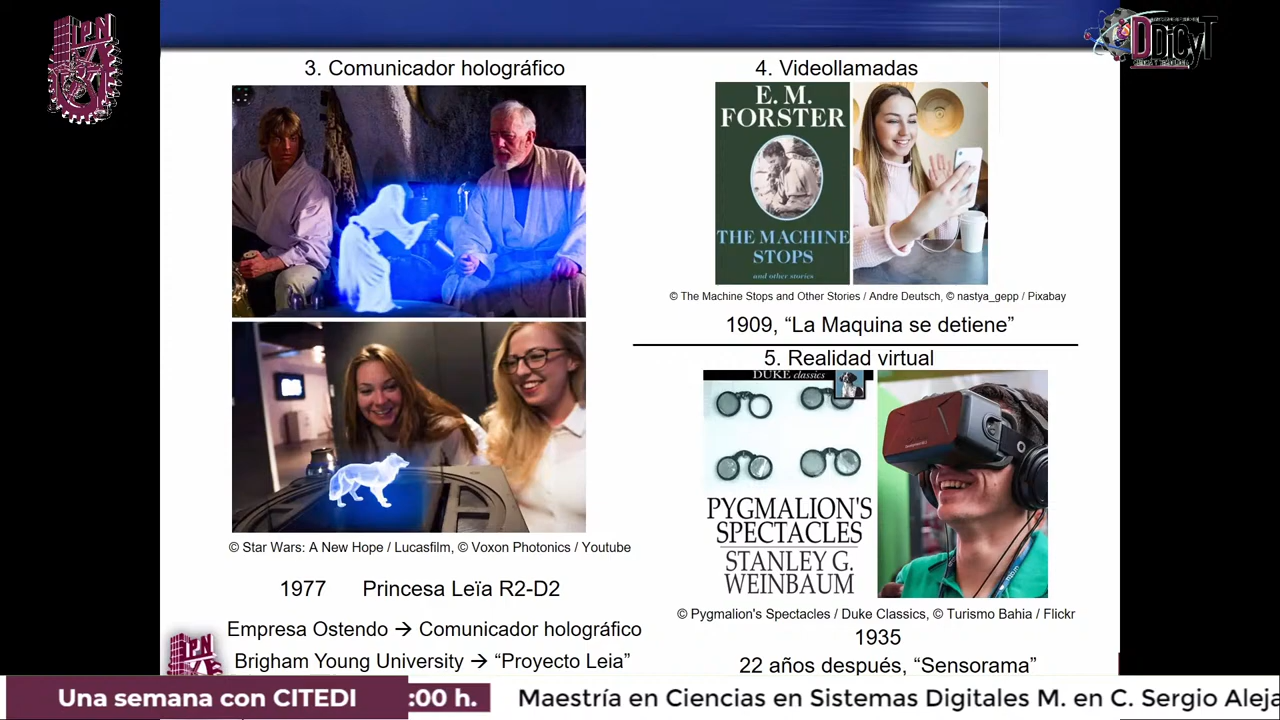 IPN
DDiCyT
3. Comunicador holográfico
© Star Wars: A New Hope / Lucasfilm, © Voxon Photonics / Youtube
1977 Princesa Leïa R2-D2
Empresa Ostendo → Comunicador holográfico
Brigham Young University → “Proyecto Leia”
4. Videollamadas
E. M.
FORSTER
THE MACHINE
STOPS
and other stories
© The Machine Stops and Other Stories / Andre Deutsch, © nastya_gepp / Pixabay
1909, “La Maquina se detiene”
5. Realidad virtual
DUKE classics
PYGMALION'S
SPECTACLES
STANLEY G.
WEINBAUM
© Pygmalion's Spectacles / Duke Classics, © Turismo Bahia / Flickr
1935
22 años después, “Sensorama”
IPN
Una semana con CITEDI
:00 h. Maestría en Ciencias en Sistemas Digitales M. en C. Sergio Aleja